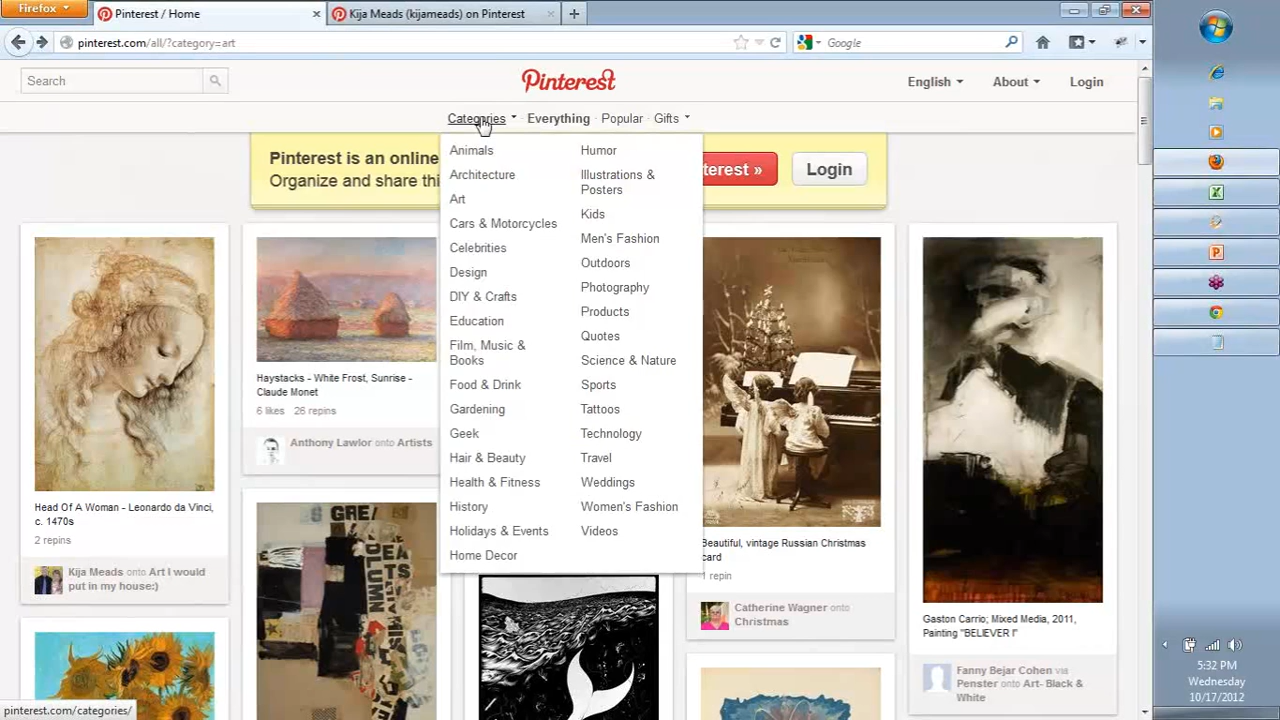 Firefox
Pinterest / Home
Kija Meads (kijameads) on Pinterest
pinterest.com/all/?category=art
Google
Search
Pinterest
English
About
Login
Categories · Everything · Popular · Gifts
Pinterest is an online
Organize and share thi
nterest »
Login
Animals
Architecture
Art
Cars & Motorcycles
Celebrities
Design
DIY & Crafts
Education
Film, Music &
Books
Food & Drink
Gardening
Geek
Hair & Beauty
Health & Fitness
History
Holidays & Events
Home Decor
Humor
Illustrations &
Posters
Kids
Men's Fashion
Outdoors
Photography
Products
Quotes
Science & Nature
Sports
Tattoos
Technology
Travel
Weddings
Women's Fashion
Videos
Head Of A Woman - Leonardo da Vinci,
c. 1470s
2 repins
Kija Meads onto Art I would
put in my house:)
Haystacks - White Frost, Sunrise -
Claude Monet
6 likes 26 repins
Anthony Lawlor onto Artists
Beautiful, vintage Russian Christmas
card
1 repin
Catherine Wagner onto
Christmas
Gaston Carrio; Mixed Media, 2011,
Painting "BELIEVER I"
Fanny Bejar Cohen via
Penster onto Art- Black &
White
pinterest.com/categories/
5:32 PM
Wednesday
10/17/2012